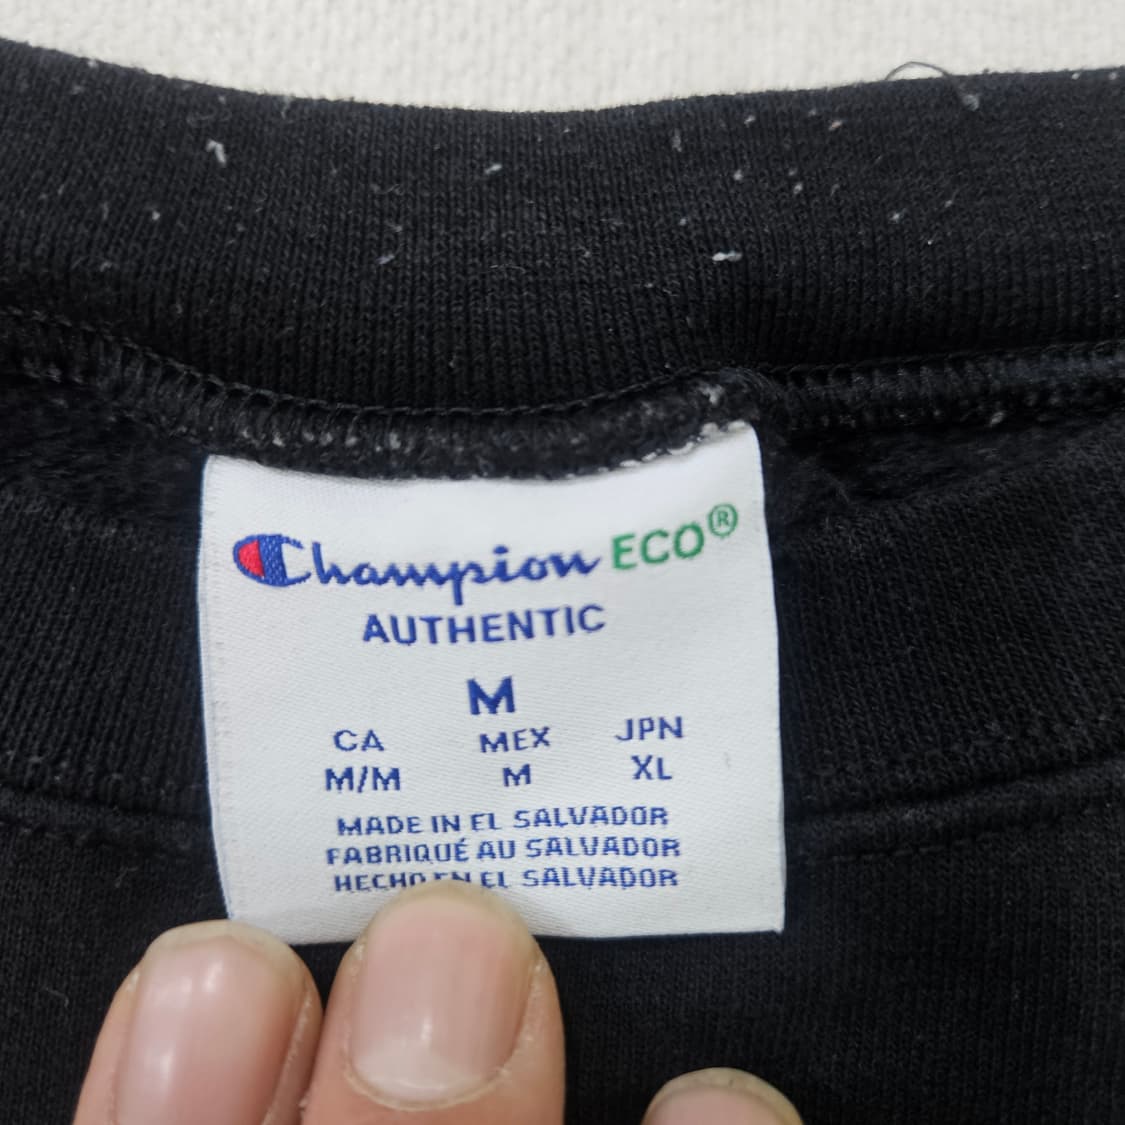 Champion ECO®
AUTHENTIC
M
CA MEX JPN
M/M M XL
MADE IN EL SALVADOR
FABRIQUÉ AU SALVADOR
HECHO EN EL SALVADOR